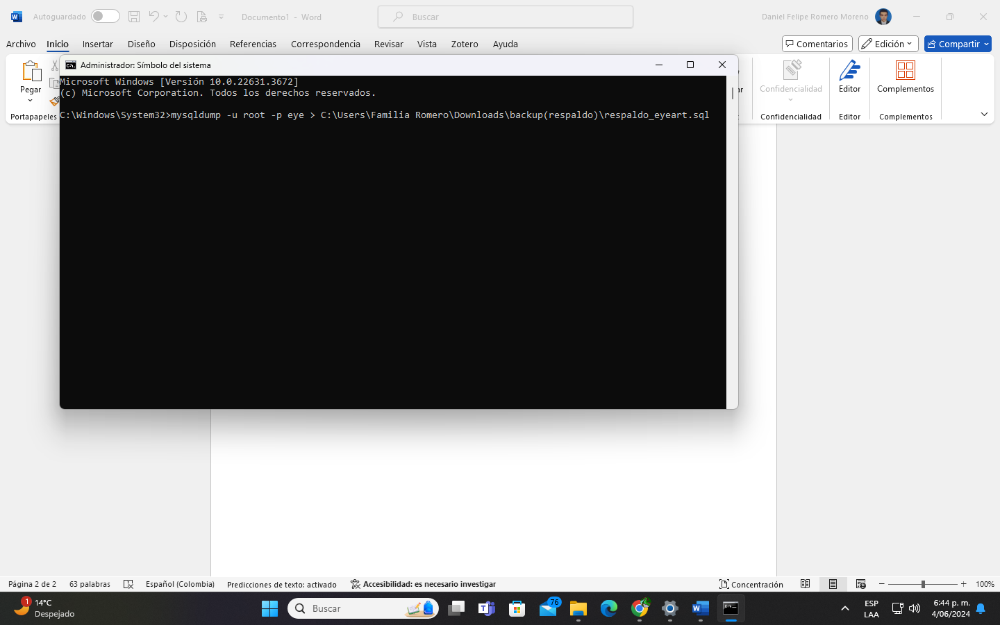 Autoguardado
Documento1 - Word
Buscar
Daniel Felipe Romero Moreno
Archivo Inicio Insertar Diseño Disposición Referencias Correspondencia Revisar Vista Zotero Ayuda
Comentarios Edición Compartir
Administrador: Símbolo del sistema
Pegar
Portapapeles
Microsoft Windows [Versión 10.0.22631.3672]
(c) Microsoft Corporation. Todos los derechos reservados.
C:\Windows\System32>mysqldump -u root -p eye > C:\Users\Familia Romero\Downloads\backup(respaldo)\respaldo_eyeart.sql
Confidencialidad Editor Complementos
Confidencialidad Editor Complementos
Página 2 de 2 63 palabras Español (Colombia) Predicciones de texto: activado Accesibilidad: es necesario investigar
Concentración 100%
1 14°C
Despejado
Buscar
76
ESP
LAA
6:44 p. m.
4/06/2024